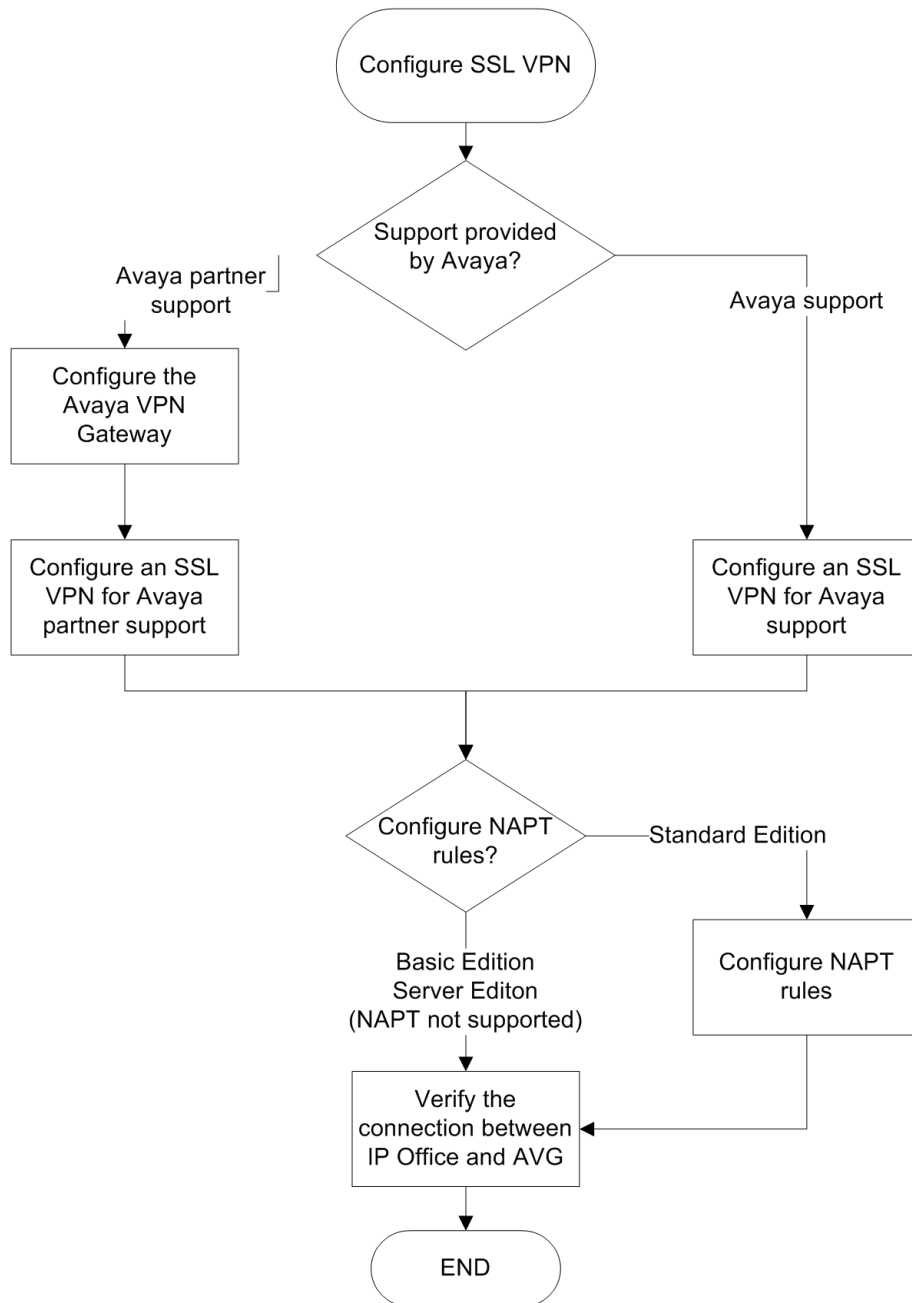 Configure SSL VPN
Support provided
by Avaya?
Avaya partner
support
Avaya support
Configure the
Avaya VPN
Gateway
Configure an SSL
VPN for Avaya
partner support
Configure an SSL
VPN for Avaya
support
Configure NAPT
rules?
Standard Edition
Basic Edition
Server Editon
(NAPT not supported)
Configure NAPT
rules
Verify the
connection between
IP Office and AVG
END